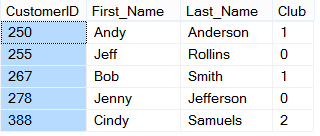 CustomerID First_Name Last_Name Club
250 Andy Anderson 1
255 Jeff Rollins 0
267 Bob Smith 1
278 Jenny Jefferson 0
388 Cindy Samuels 2